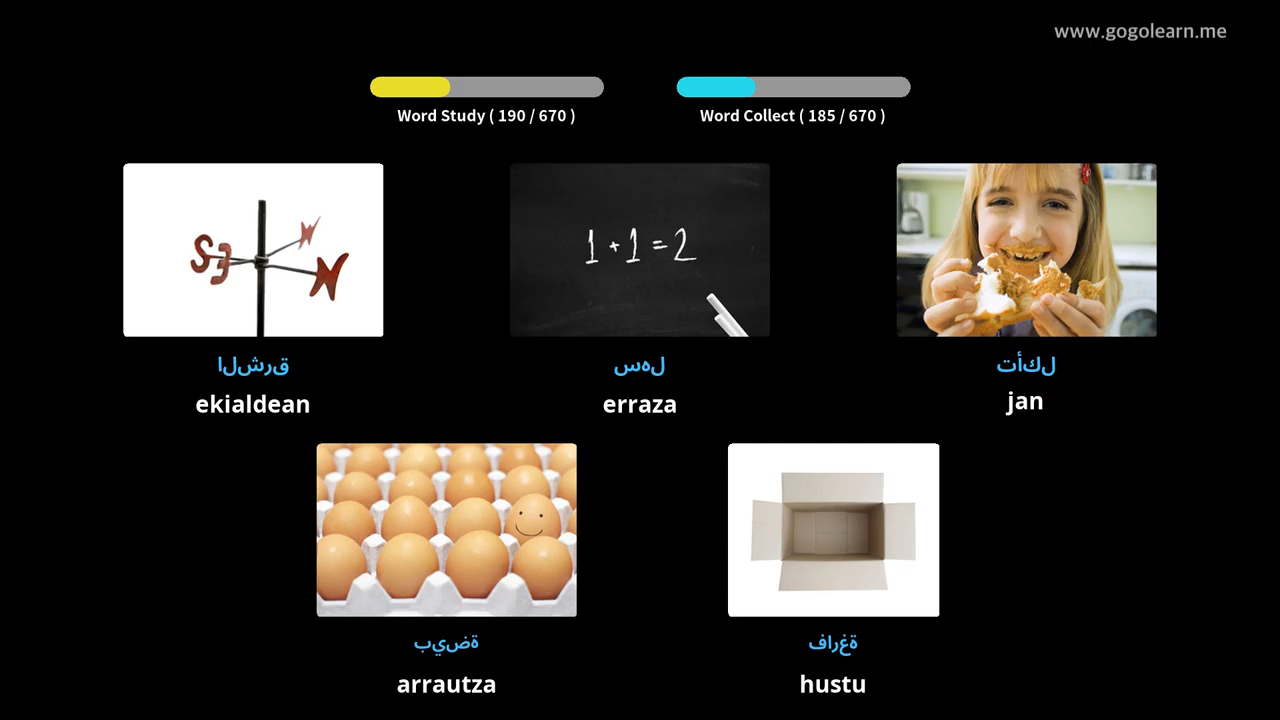 www.gogolearn.me
Word Study ( 190 / 670 )
Word Collect ( 185 / 670 )
1 + 1 = 2
الشرق
سهل
تأكل
ekialdean
erraza
jan
بيضة
فارغة
arrautza
hustu